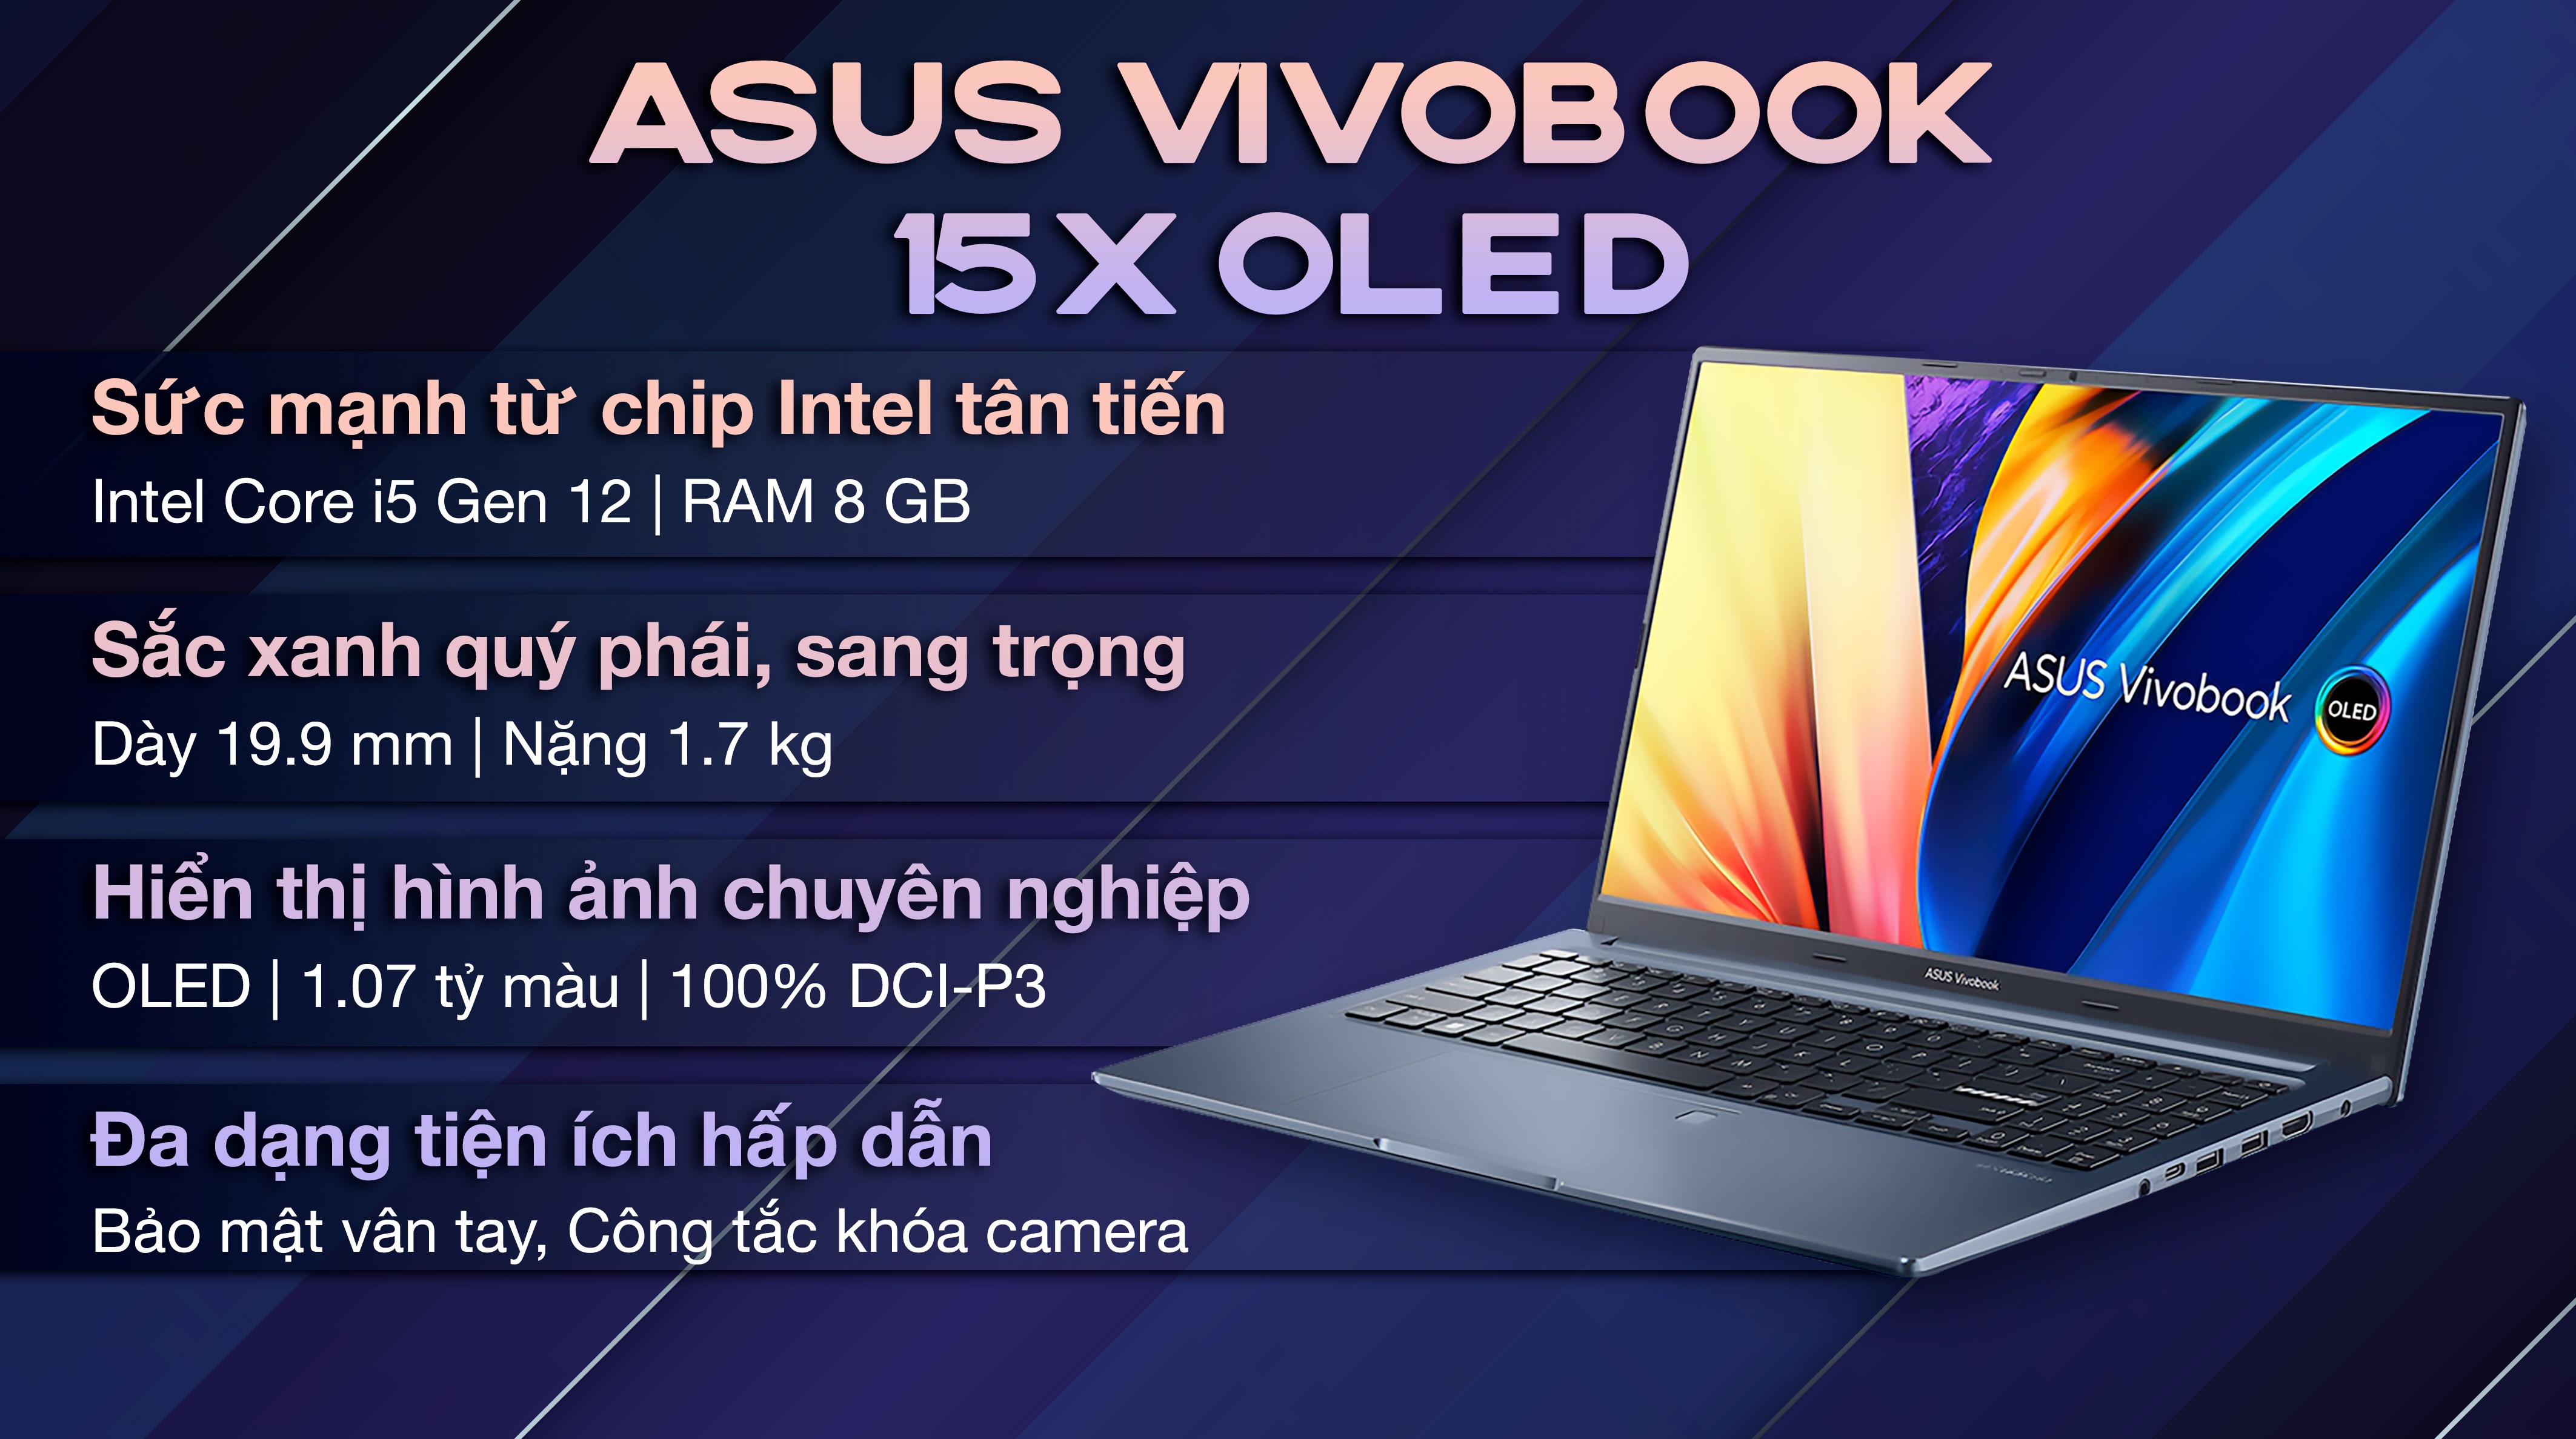 ASUS VIVOBOOK
15X OLED
Sức mạnh từ chip Intel tân tiến
Intel Core i5 Gen 12 | RAM 8 GB
Sắc xanh quý phái, sang trọng
Dày 19.9 mm | Nặng 1.7 kg
Hiển thị hình ảnh chuyên nghiệp
OLED | 1.07 tỷ màu | 100% DCI-P3
Đa dạng tiện ích hấp dẫn
Bảo mật vân tay, Công tắc khóa camera
ASUS Vivobook OLED
ASUS Vivobook